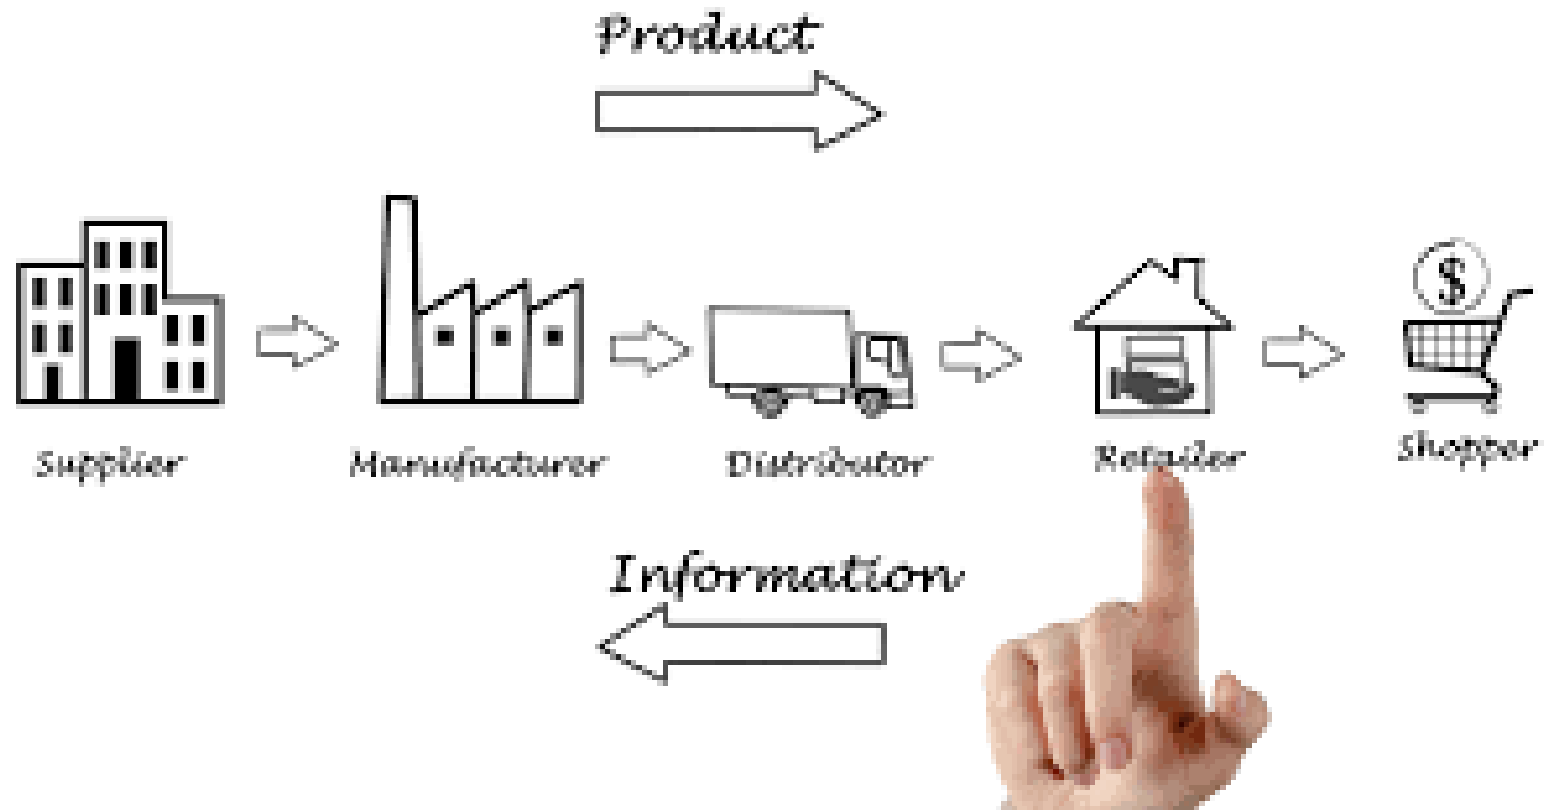 Product
$
Supplier
Manufacturer
Distributor
Retailer
Shopper
Information